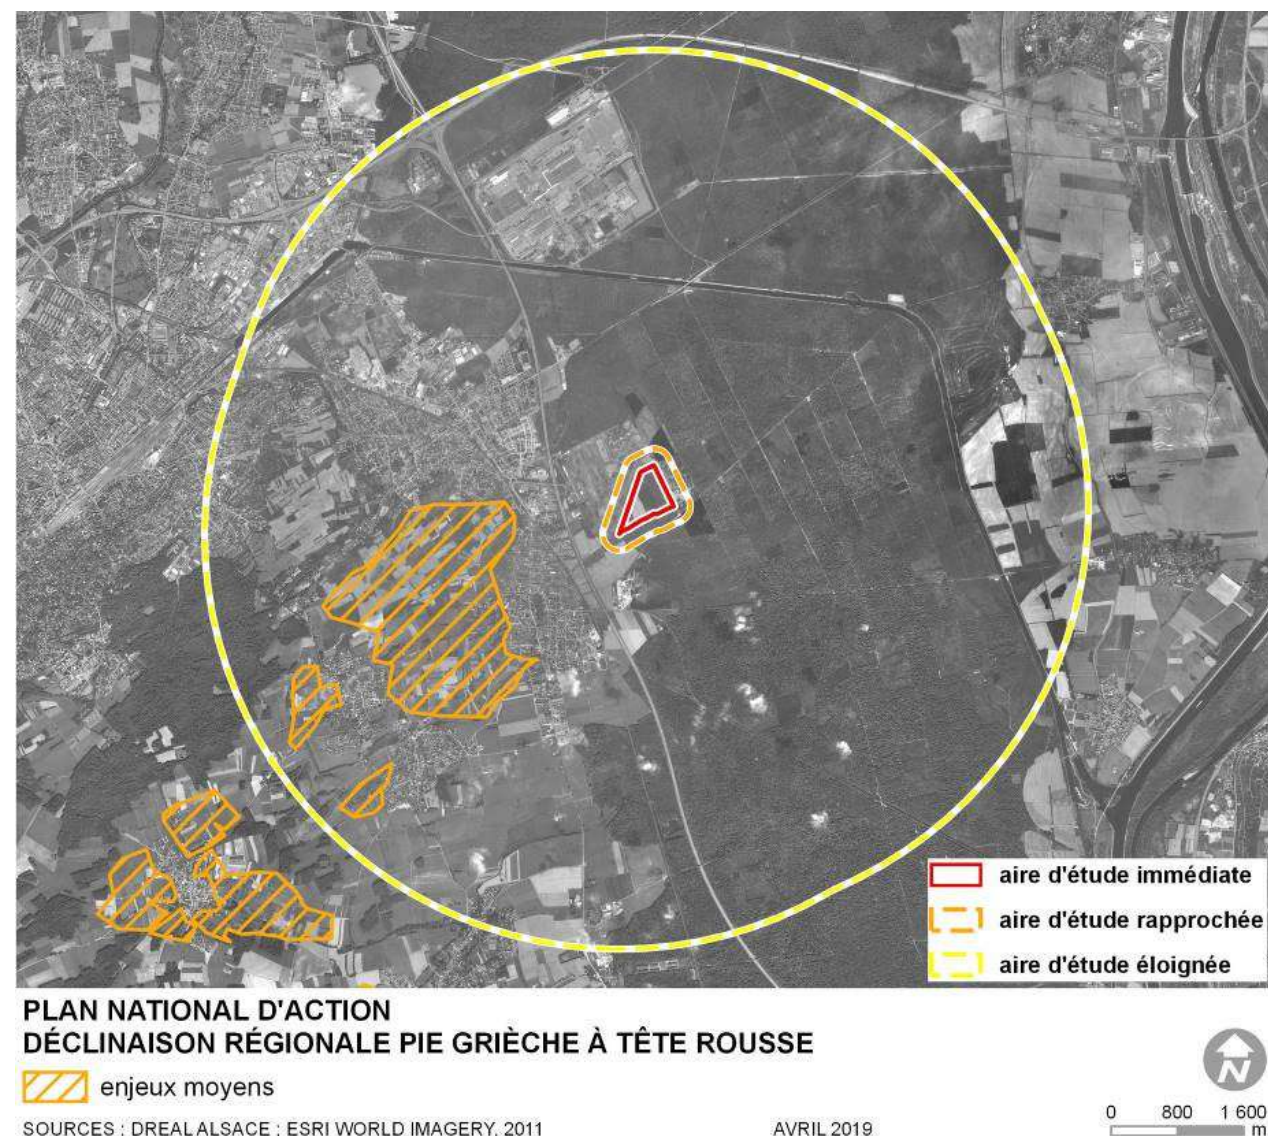 aire d'étude immédiate
aire d'étude rapprochée
aire d'étude éloignée
PLAN NATIONAL D'ACTION
DÉCLINAISON RÉGIONALE PIE GRIÈCHE À TÊTE ROUSSE
enjeux moyens
N
SOURCES : DREAL ALSACE ; ESRI WORLD IMAGERY, 2011
AVRIL 2019
0 800 1 600
m